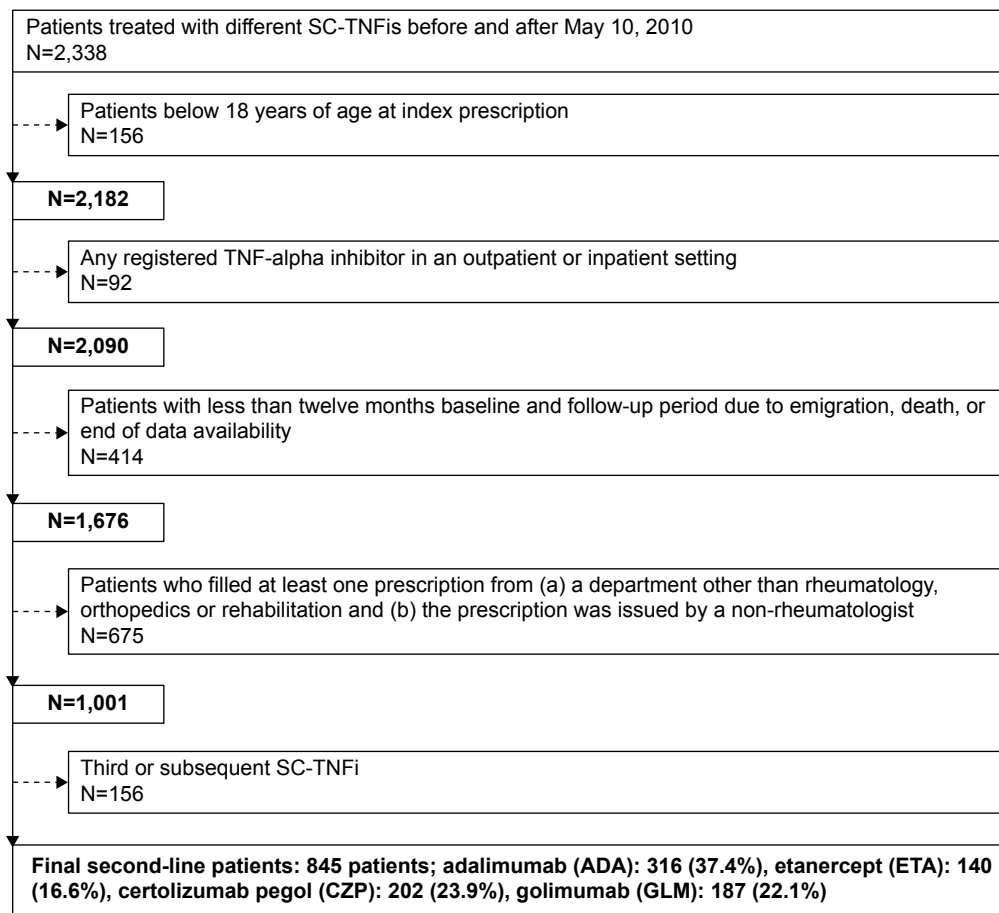 Patients treated with different SC-TNFis before and after May 10, 2010
N=2,338
Patients below 18 years of age at index prescription
N=156
N=2,182
Any registered TNF-alpha inhibitor in an outpatient or inpatient setting
N=92
N=2,090
Patients with less than twelve months baseline and follow-up period due to emigration, death, or
end of data availability
N=414
N=1,676
Patients who filled at least one prescription from (a) a department other than rheumatology,
orthopedics or rehabilitation and (b) the prescription was issued by a non-rheumatologist
N=675
N=1,001
Third or subsequent SC-TNFi
N=156
Final second-line patients: 845 patients; adalimumab (ADA): 316 (37.4%), etanercept (ETA): 140
(16.6%), certolizumab pegol (CZP): 202 (23.9%), golimumab (GLM): 187 (22.1%)